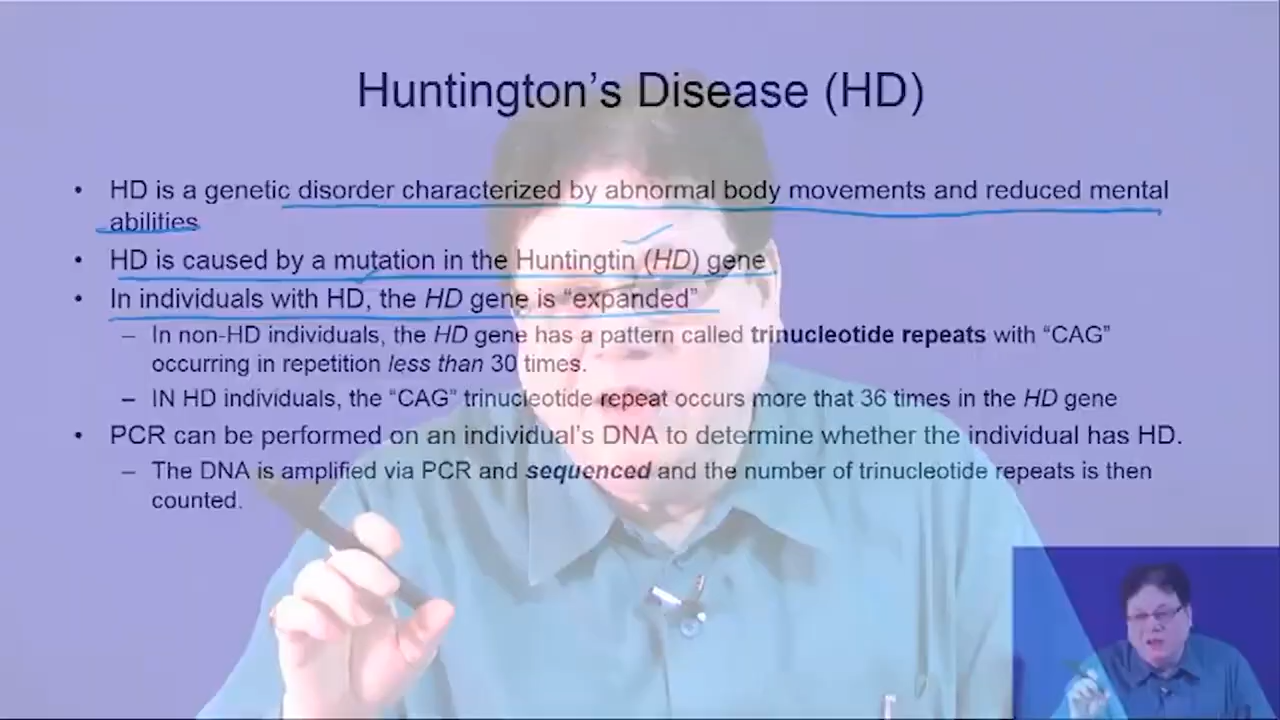 Huntington’s Disease (HD)
• HD is a genetic disorder characterized by abnormal body movements and reduced mental
abilities
• HD is caused by a mutation in the Huntingtin (HD) gene
• In individuals with HD, the HD gene is “expanded”
– In non-HD individuals, the HD gene has a pattern called trinucleotide repeats with “CAG”
occurring in repetition less than 30 times.
– IN HD individuals, the “CAG” trinucleotide repeat occurs more that 36 times in the HD gene
• PCR can be performed on an individual’s DNA to determine whether the individual has HD.
– The DNA is amplified via PCR and sequenced and the number of trinucleotide repeats is then
counted.